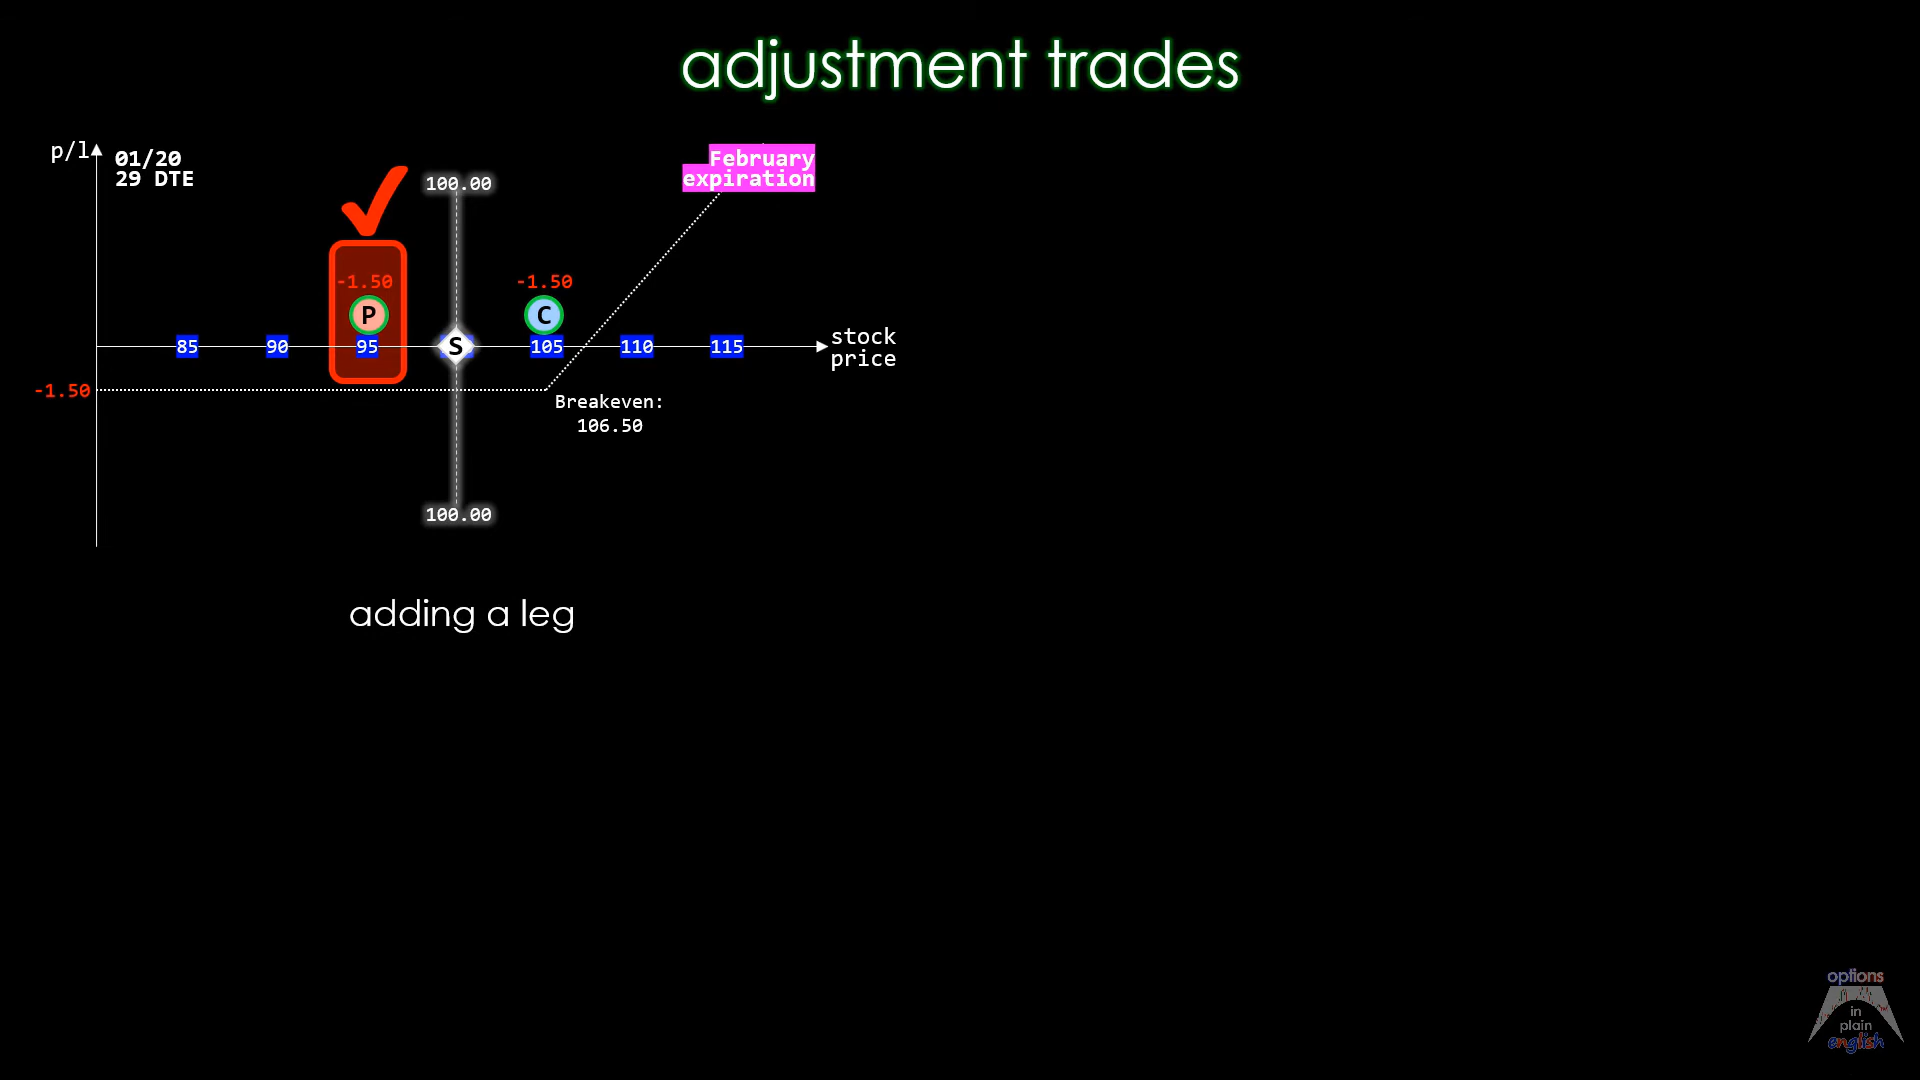 adjustment trades
p/l
01/20
29 DTE
February
expiration
100.00
-1.50
-1.50
P
C
85
90
95
S
105
110
115
stock
price
-1.50
Breakeven:
106.50
100.00
adding a leg
options
in
plain
english